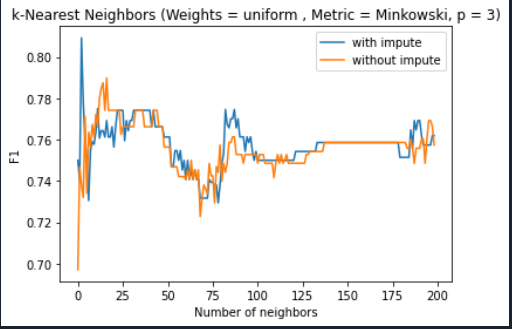 k-Nearest Neighbors (Weights = uniform , Metric = Minkowski, p = 3)
with impute
without impute
0.80
0.78
0.76
0.74
0.72
0.70
F1
0 25 50 75 100 125 150 175 200
Number of neighbors